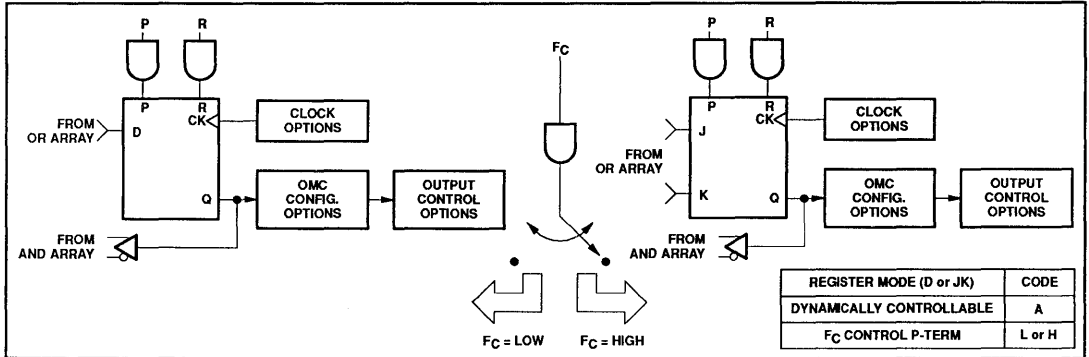 P R
P R
D
CK
FROM
OR ARRAY
CLOCK
OPTIONS
Q
OMC
CONFIG.
OPTIONS
OUTPUT
CONTROL
OPTIONS
FROM
AND ARRAY
FC
FC = LOW
FC = HIGH
P R
P R
J
CK
FROM
OR ARRAY
K
CLOCK
OPTIONS
Q
OMC
CONFIG.
OPTIONS
OUTPUT
CONTROL
OPTIONS
FROM
AND ARRAY
REGISTER MODE (D or JK) CODE
DYNAMICALLY CONTROLLABLE A
FC CONTROL P-TERM L or H